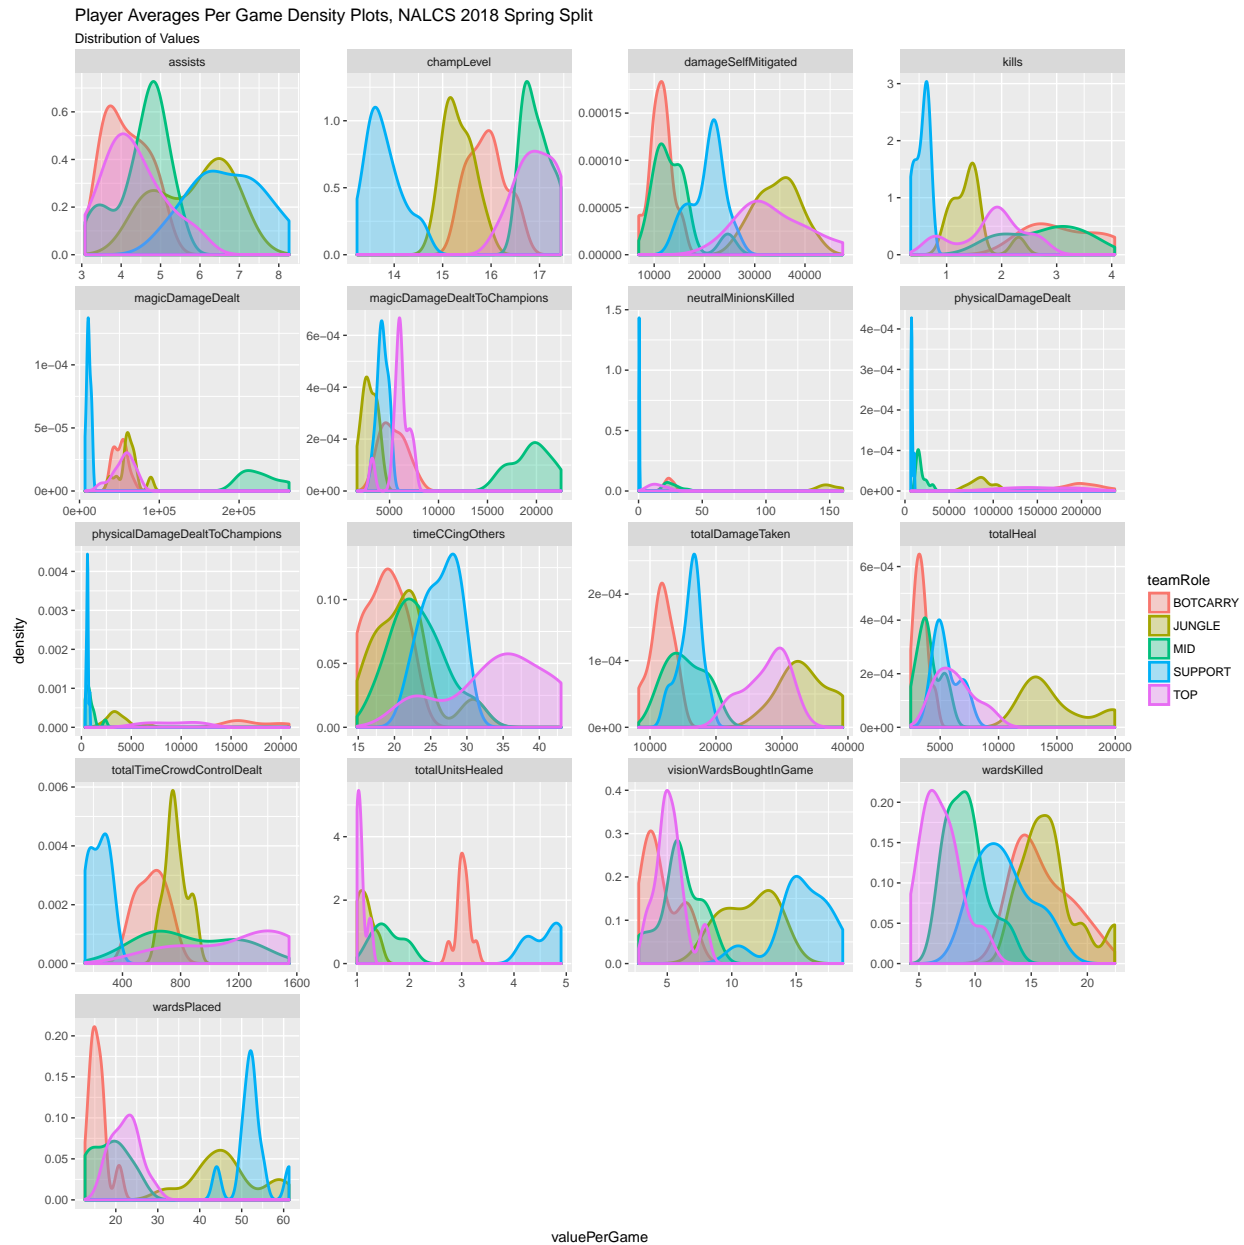 Player Averages Per Game Density Plots, NALCS 2018 Spring Split
Distribution of Values
assists champLevel damageSelfMitigated kills
0.6 0.4 0.2 0.0
3 4 5 6 7 8
1.0 0.5 0.0
14 15 16 17
0.00015 0.00010 0.00005 0.00000
10000 20000 30000 40000
3 2 1 0
1 2 3 4
magicDamageDealt magicDamageDealtToChampions neutralMinionsKilled physicalDamageDealt
1e−04 5e−05 0e+00
0e+00 1e+05 2e+05
6e−04 4e−04 2e−04 0e+00
5000 10000 15000 20000
1.5 1.0 0.5 0.0
0 50 100 150
4e−04 3e−04 2e−04 1e−04 0e+00
0 50000 100000 150000 200000
physicalDamageDealtToChampions timeCCingOthers totalDamageTaken totalHeal
0.004 0.003 0.002 0.001 0.000
0 5000 10000 15000 20000
0.10 0.05 0.00
15 20 25 30 35 40
2e−04 1e−04 0e+00
10000 20000 30000 40000
6e−04 4e−04 2e−04 0e+00
5000 10000 15000 20000
totalTimeCrowdControlDealt totalUnitsHealed visionWardsBoughtInGame wardsKilled
0.006 0.004 0.002 0.000
400 800 1200 1600
4 2 0
1 2 3 4 5
0.4 0.3 0.2 0.1 0.0
5 10 15
0.20 0.15 0.10 0.05 0.00
5 10 15 20
wardsPlaced
0.20 0.15 0.10 0.05 0.00
20 30 40 50 60
density
valuePerGame
teamRole
BOTCARRY
JUNGLE
MID
SUPPORT
TOP